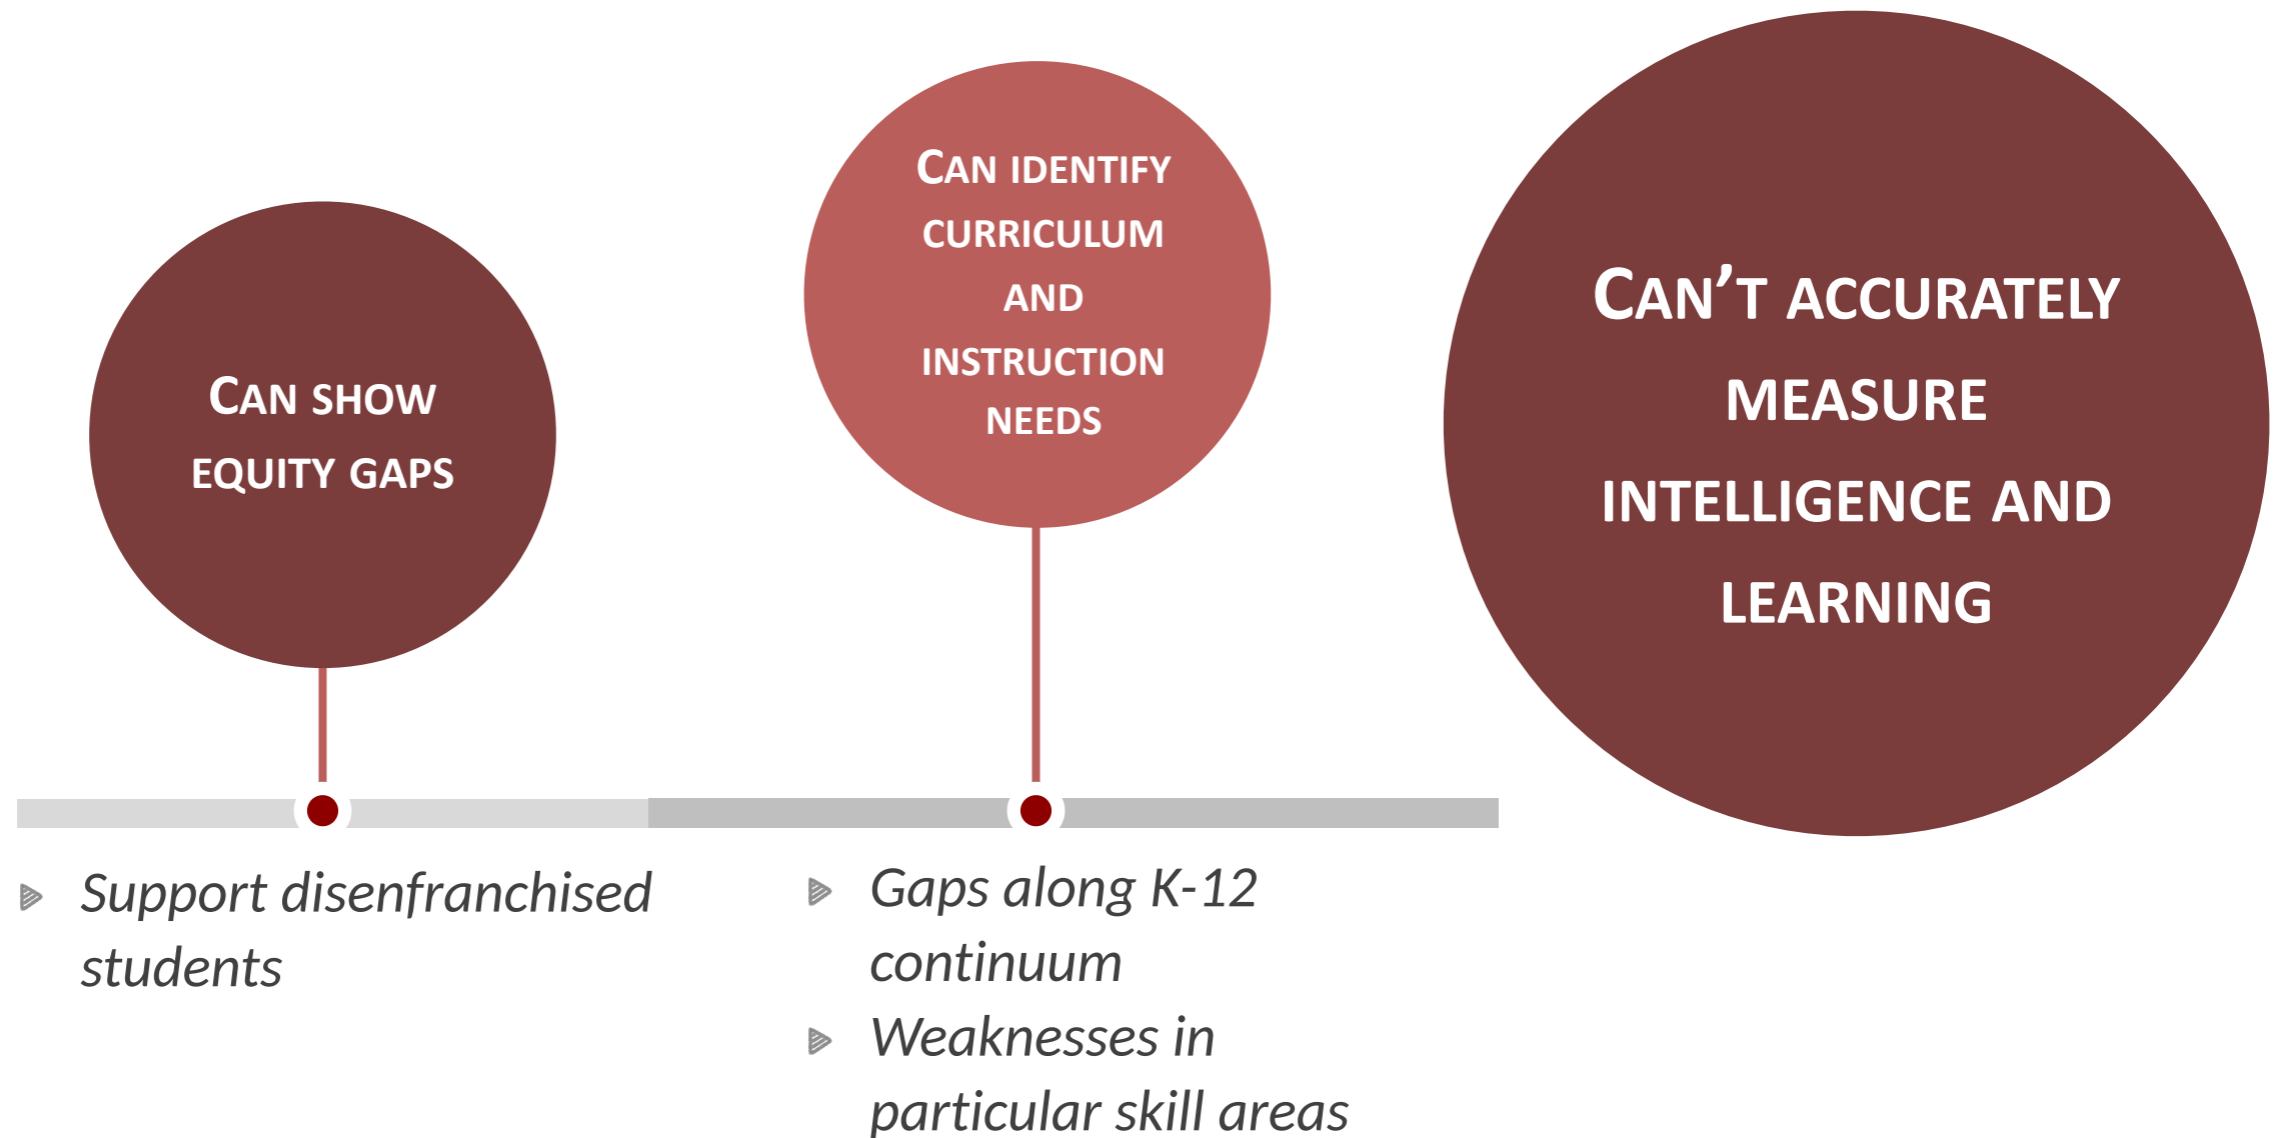 Can show
equity gaps
Can identify
curriculum
and
instruction
needs
Can’t accurately
measure
intelligence and
learning
Support disenfranchised
students
Gaps along K-12
continuum
Weaknesses in
particular skill areas